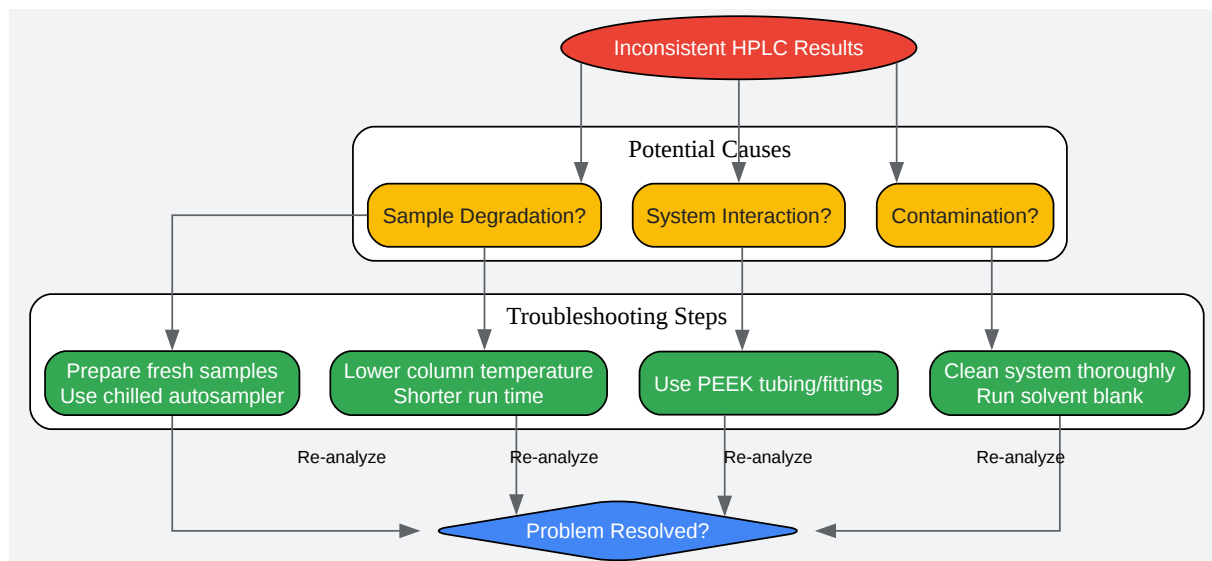 Inconsistent HPLC Results
Potential Causes
Sample Degradation?
System Interaction?
Contamination?
Troubleshooting Steps
Prepare fresh samples
Use chilled autosampler
Lower column temperature
Shorter run time
Use PEEK tubing/fittings
Clean system thoroughly
Run solvent blank
Re-analyze
Re-analyze
Re-analyze
Re-analyze
Problem Resolved?